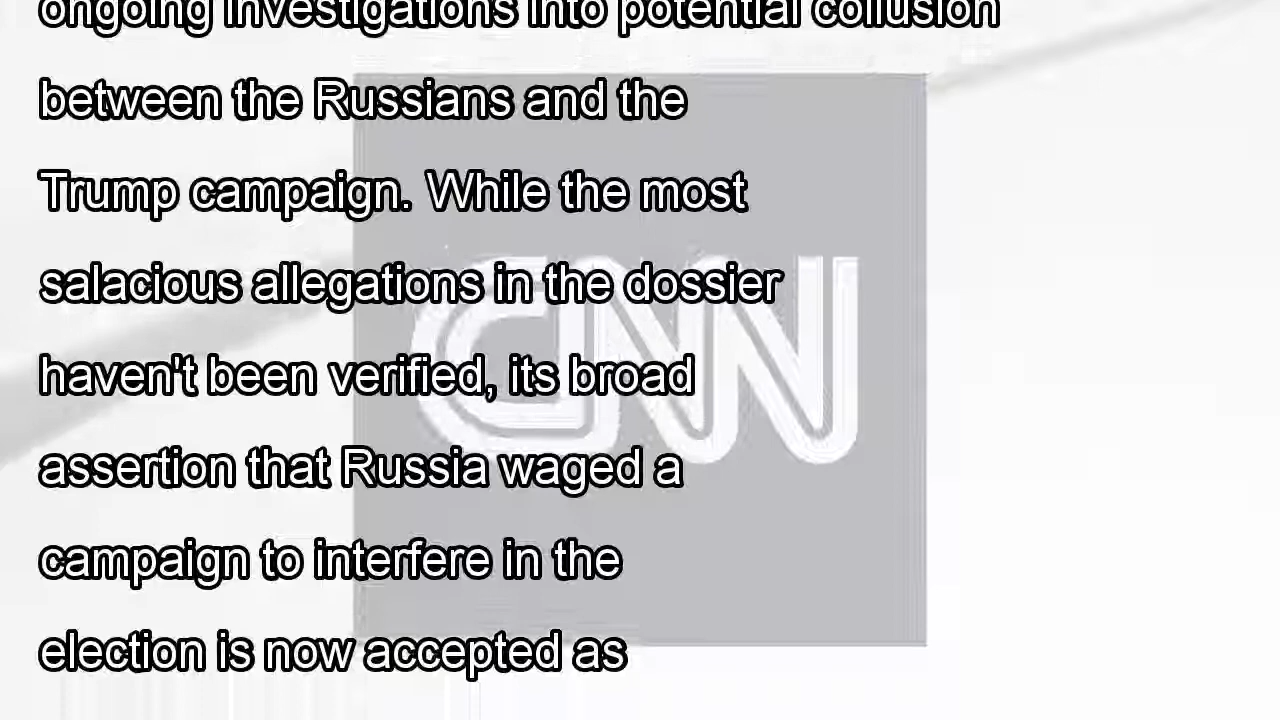 ongoing investigations into potential collusion
between the Russians and the
Trump campaign. While the most
salacious allegations in the dossier
haven't been verified, its broad
assertion that Russia waged a
campaign to interfere in the
election is now accepted as
CNN